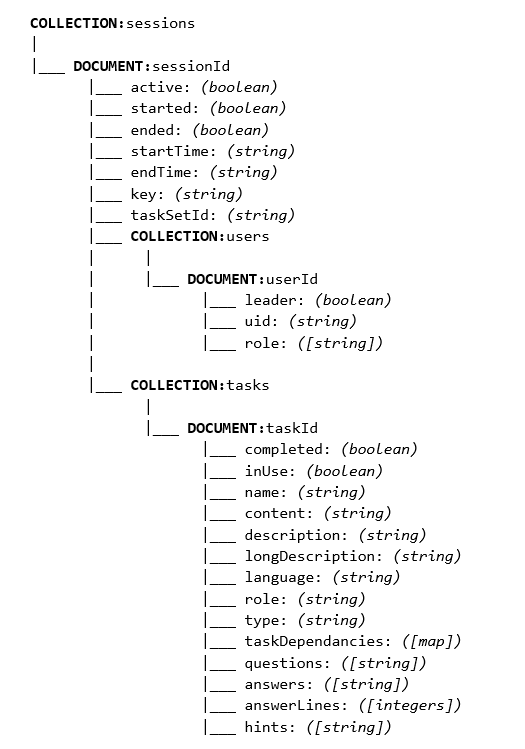 COLLECTION:sessions
|
|___ DOCUMENT:sessionId
|___ active: (boolean)
|___ started: (boolean)
|___ ended: (boolean)
|___ startTime: (string)
|___ endTime: (string)
|___ key: (string)
|___ taskSetId: (string)
|___ COLLECTION:users
| |
| |___ DOCUMENT:userId
| |___ leader: (boolean)
| |___ uid: (string)
| |___ role: ([string])
|
|___ COLLECTION:tasks
|
|___ DOCUMENT:taskId
|___ completed: (boolean)
|___ inUse: (boolean)
|___ name: (string)
|___ content: (string)
|___ description: (string)
|___ longDescription: (string)
|___ language: (string)
|___ role: (string)
|___ type: (string)
|___ taskDependancies: ([map])
|___ questions: ([string])
|___ answers: ([string])
|___ answerLines: ([integers])
|___ hints: ([string])